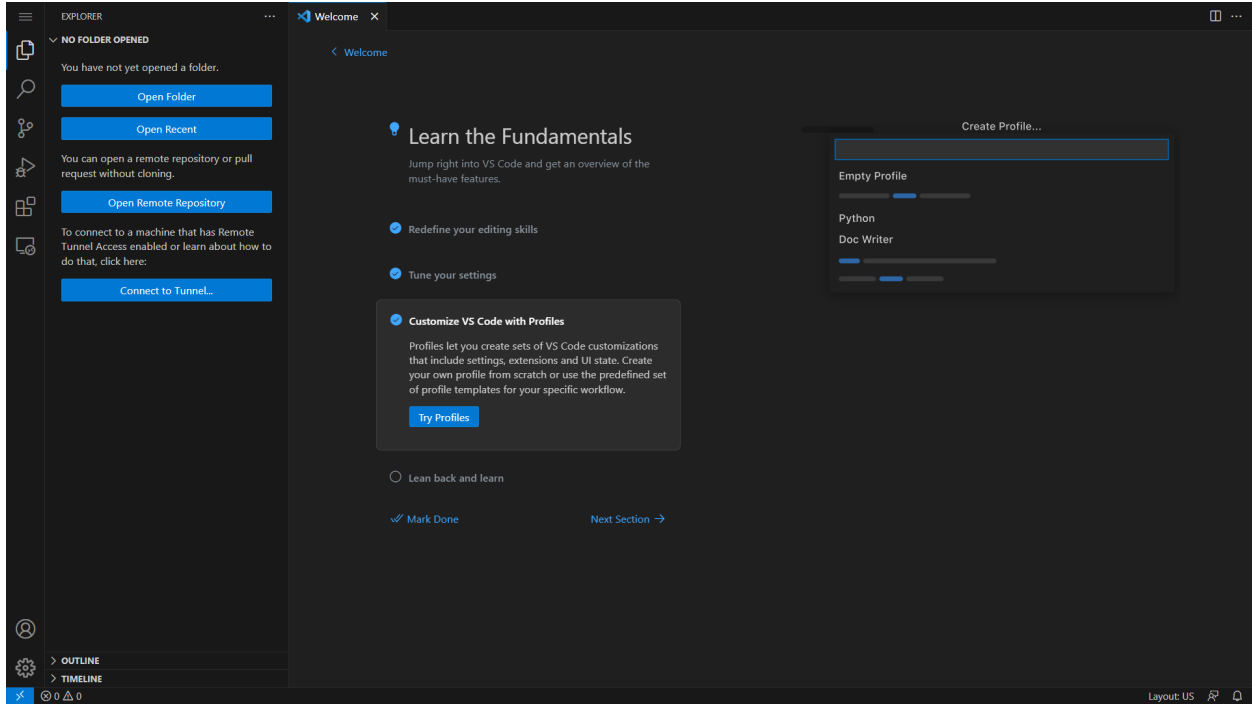 EXPLORER
NO FOLDER OPENED
You have not yet opened a folder.
Open Folder
Open Recent
You can open a remote repository or pull
request without cloning.
Open Remote Repository
To connect to a machine that has Remote
Tunnel Access enabled or learn about how to
do that, click here:
Connect to Tunnel...
OUTLINE
TIMELINE
Welcome
Welcome
Learn the Fundamentals
Jump right into VS Code and get an overview of the
must-have features.
Redefine your editing skills
Tune your settings
Customize VS Code with Profiles
Profiles let you create sets of VS Code customizations
that include settings, extensions and UI state. Create
your own profile from scratch or use the predefined set
of profile templates for your specific workflow.
Try Profiles
Lean back and learn
Mark Done
Next Section
Create Profile...
Empty Profile
Python
Doc Writer
0 0
Layout: US